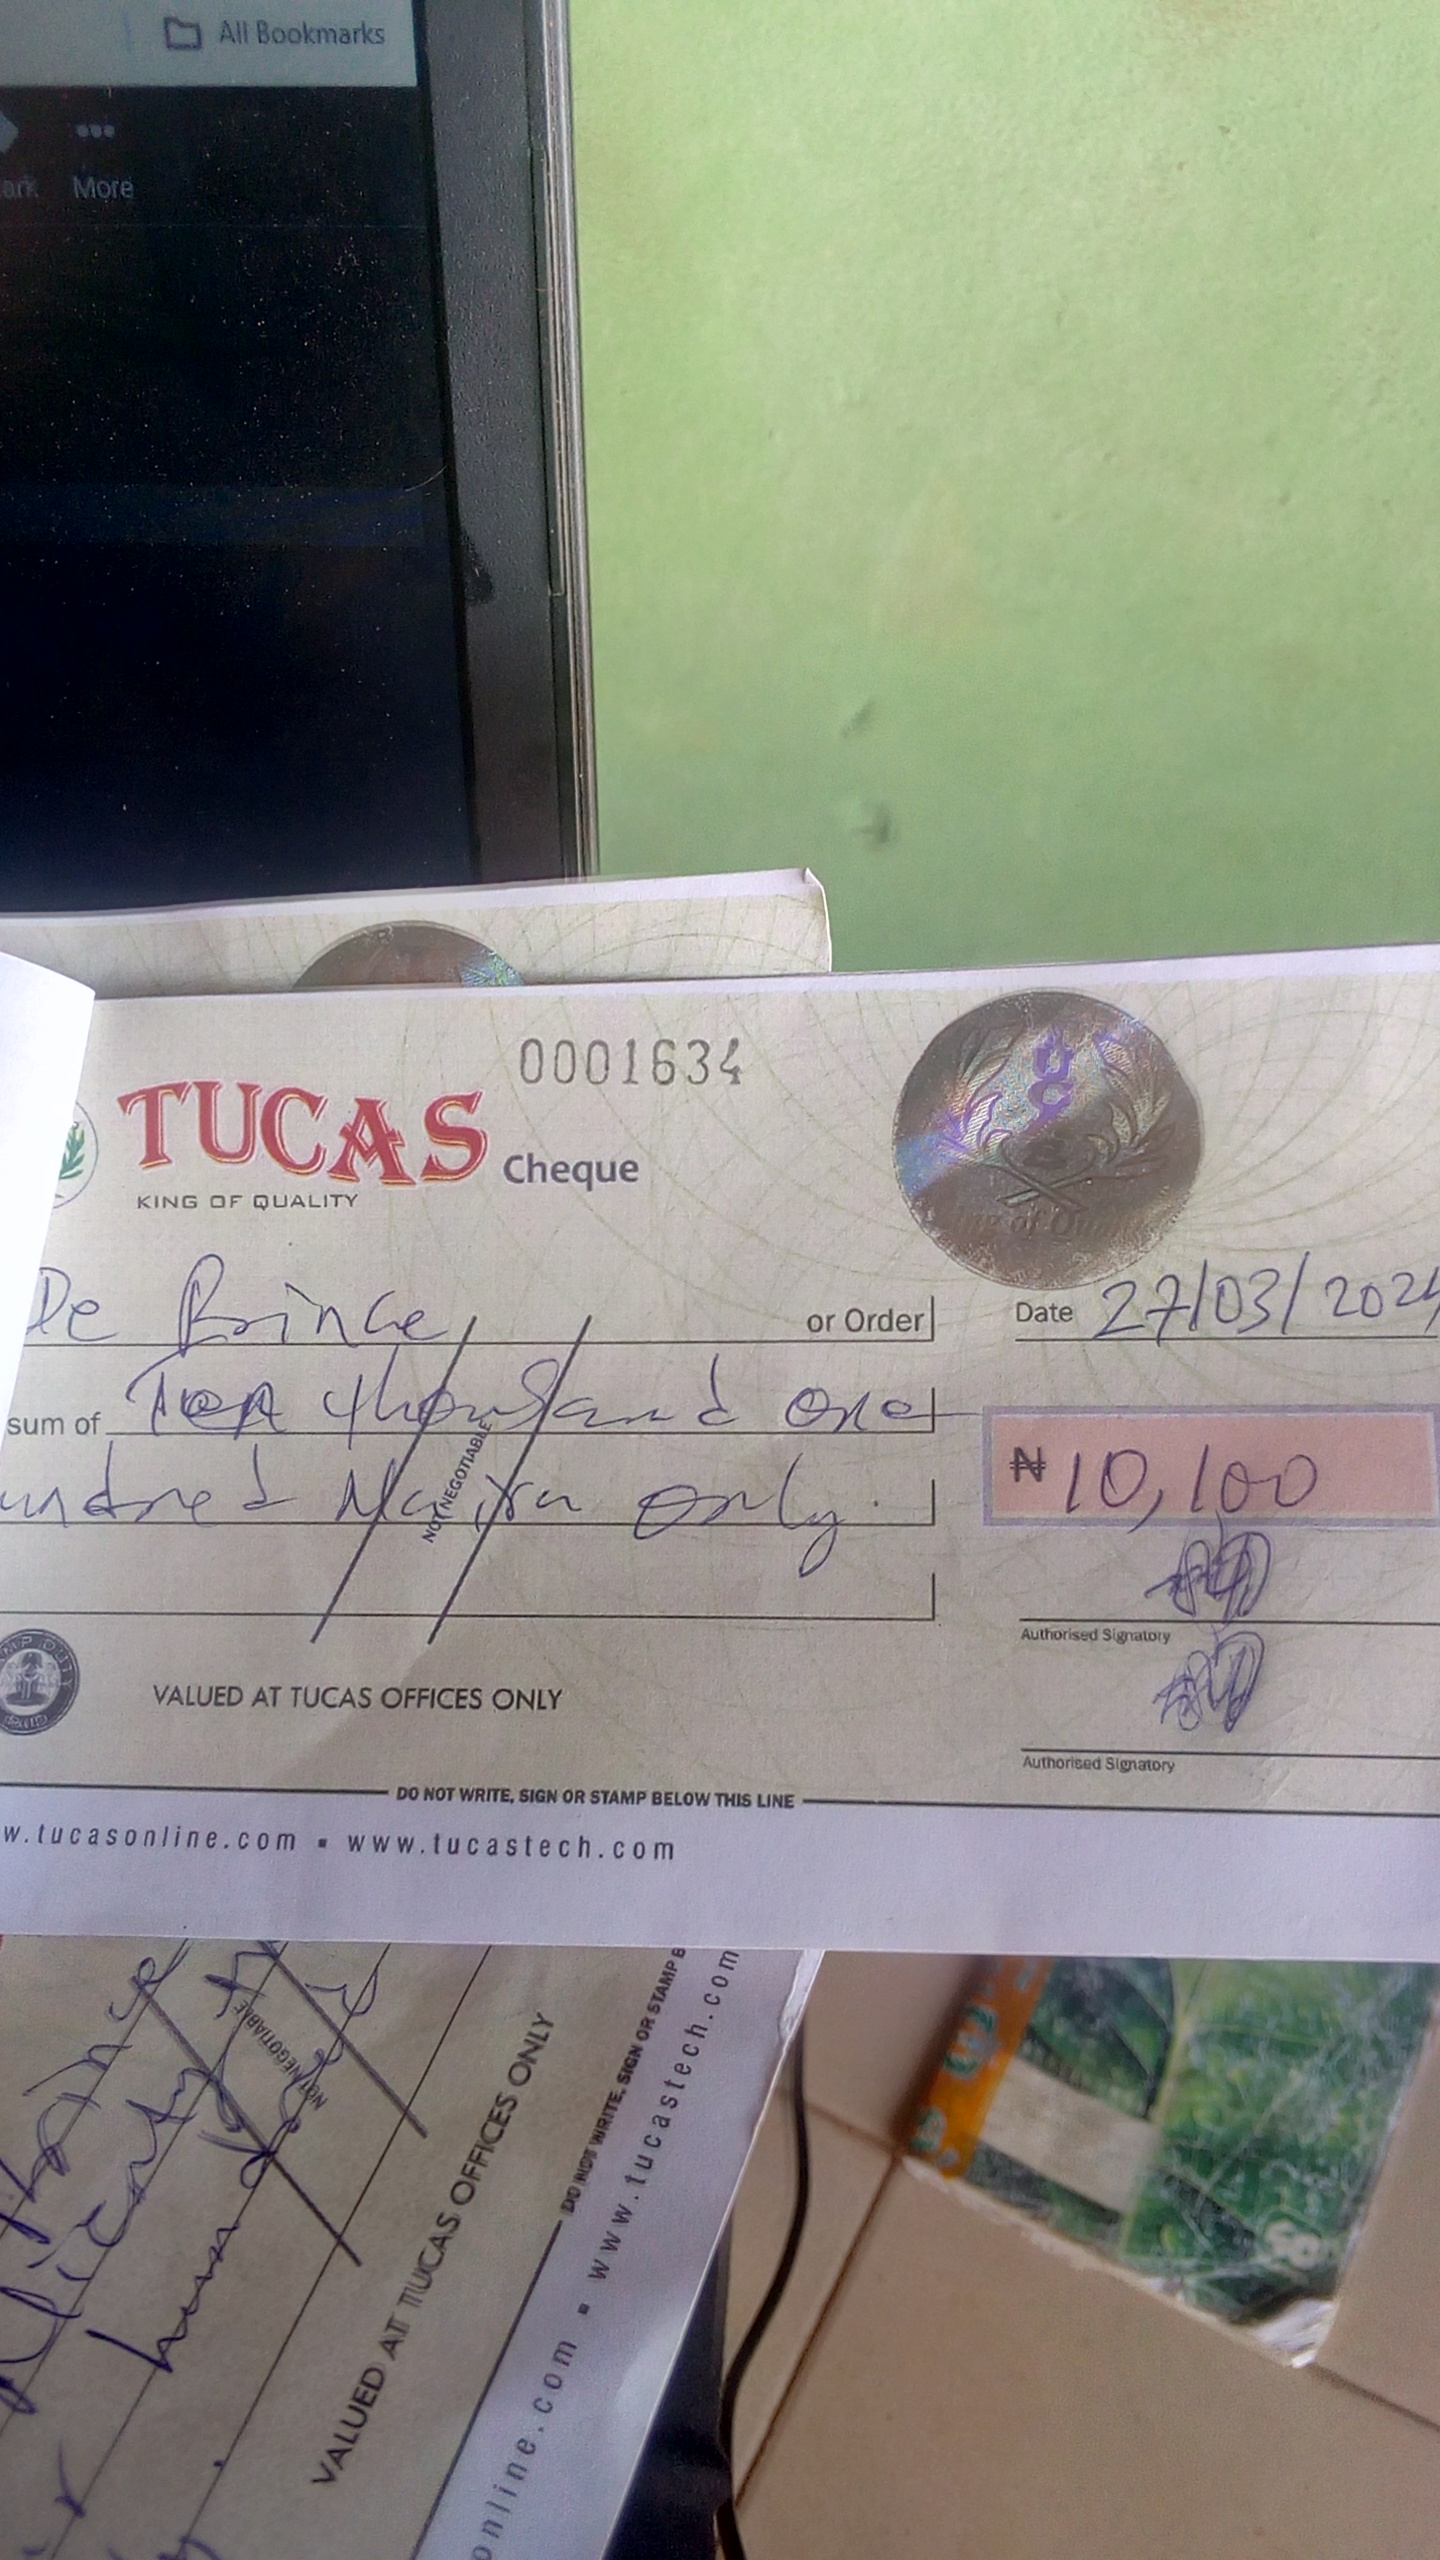 All Bookmarks
More
0001634
TUCAS Cheque
KING OF QUALITY
De Prince or Order
Date 27/03/2024
sum of Ten thousand one
₦ 10,100
undred Naira only.
NOT NEGOTIABLE
Authorised Signatory
VALUED AT TUCAS OFFICES ONLY
Authorised Signatory
DO NOT WRITE, SIGN OR STAMP BELOW THIS LINE
w.tucasonline.com ▪ www.tucastech.com
NOT NEGOTIABLE
VALUED AT TUCAS OFFICES ONLY
DO NOT WRITE, SIGN OR STAMP B
online.com ▪ www.tucastech.com